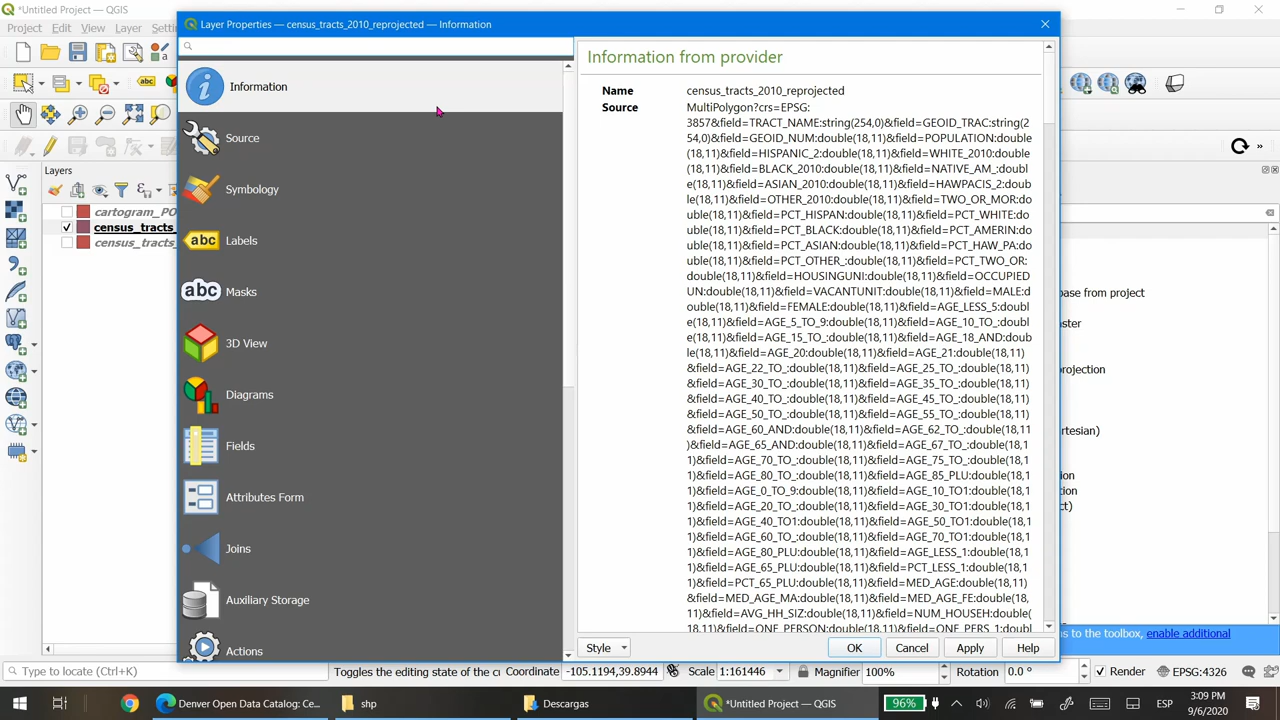 *Untitled Project — QGIS
Project Edit View Layer Setti
Layer Properties — census_tracts_2010_reprojected — Information
Information
Source
Symbology
Labels
Masks
3D View
Diagrams
Fields
Attributes Form
Joins
Auxiliary Storage
Actions
Information from provider
Name census_tracts_2010_reprojected
Source MultiPolygon?crs=EPSG:
3857&field=TRACT_NAME:string(254,0)&field=GEOID_TRAC:string(2
54,0)&field=GEOID_NUM:double(18,11)&field=POPULATION:double
(18,11)&field=HISPANIC_2:double(18,11)&field=WHITE_2010:double
(18,11)&field=BLACK_2010:double(18,11)&field=NATIVE_AM_:doubl
e(18,11)&field=ASIAN_2010:double(18,11)&field=HAWPACIS_2:doub
le(18,11)&field=OTHER_2010:double(18,11)&field=TWO_OR_MOR:do
uble(18,11)&field=PCT_HISPAN:double(18,11)&field=PCT_WHITE:do
uble(18,11)&field=PCT_BLACK:double(18,11)&field=PCT_AMERIN:do
uble(18,11)&field=PCT_ASIAN:double(18,11)&field=PCT_HAW_PA:do
uble(18,11)&field=PCT_OTHER_:double(18,11)&field=PCT_TWO_OR:
double(18,11)&field=HOUSINGUNI:double(18,11)&field=OCCUPIED
UN:double(18,11)&field=VACANTUNIT:double(18,11)&field=MALE:d
ouble(18,11)&field=FEMALE:double(18,11)&field=AGE_LESS_5:doubl
e(18,11)&field=AGE_5_TO_9:double(18,11)&field=AGE_10_TO_:doubl
e(18,11)&field=AGE_15_TO_:double(18,11)&field=AGE_18_AND:doub
le(18,11)&field=AGE_20:double(18,11)&field=AGE_21:double(18,11)
&field=AGE_22_TO_:double(18,11)&field=AGE_25_TO_:double(18,11)
&field=AGE_30_TO_:double(18,11)&field=AGE_35_TO_:double(18,11)
&field=AGE_40_TO_:double(18,11)&field=AGE_45_TO_:double(18,11)
&field=AGE_50_TO_:double(18,11)&field=AGE_55_TO_:double(18,11)
&field=AGE_60_AND:double(18,11)&field=AGE_62_TO_:double(18,11
)&field=AGE_65_AND:double(18,11)&field=AGE_67_TO_:double(18,1
1)&field=AGE_70_TO_:double(18,11)&field=AGE_75_TO_:double(18,1
1)&field=AGE_80_TO_:double(18,11)&field=AGE_85_PLU:double(18,1
1)&field=AGE_0_TO_9:double(18,11)&field=AGE_10_TO1:double(18,1
1)&field=AGE_20_TO_:double(18,11)&field=AGE_30_TO1:double(18,1
1)&field=AGE_40_TO1:double(18,11)&field=AGE_50_TO1:double(18,1
1)&field=AGE_60_TO_:double(18,11)&field=AGE_70_TO1:double(18,1
1)&field=AGE_80_PLU:double(18,11)&field=AGE_LESS_1:double(18,1
1)&field=AGE_65_PLU:double(18,11)&field=PCT_LESS_1:double(18,1
1)&field=PCT_65_PLU:double(18,11)&field=MED_AGE:double(18,11)
&field=MED_AGE_MA:double(18,11)&field=MED_AGE_FE:double(18,
11)&field=AVG_HH_SIZ:double(18,11)&field=NUM_HOUSEH:double(
18,11)&field=ONE_PERSON:double(18,11)&field=ONE_PERS_1:doubl
Style
OK
Cancel
Apply
Help
Layers
cartogram_PO
census_tracts_
census_tracts_
abc
abc
abc
base from project
ster
rojection
rtesian)
ion
tion
ct)
ms to the toolbox, enable additional
Type to locate (Ctrl+K)
Toggles the editing state of the cu
Coordinate -105.1194,39.8944
Scale 1:161446
Magnifier 100%
Rotation 0.0 °
Render
EPSG:4326
Denver Open Data Catalog: Ce...
shp
Descargas
*Untitled Project — QGIS
96%
ESP
3:09 PM
9/6/2020